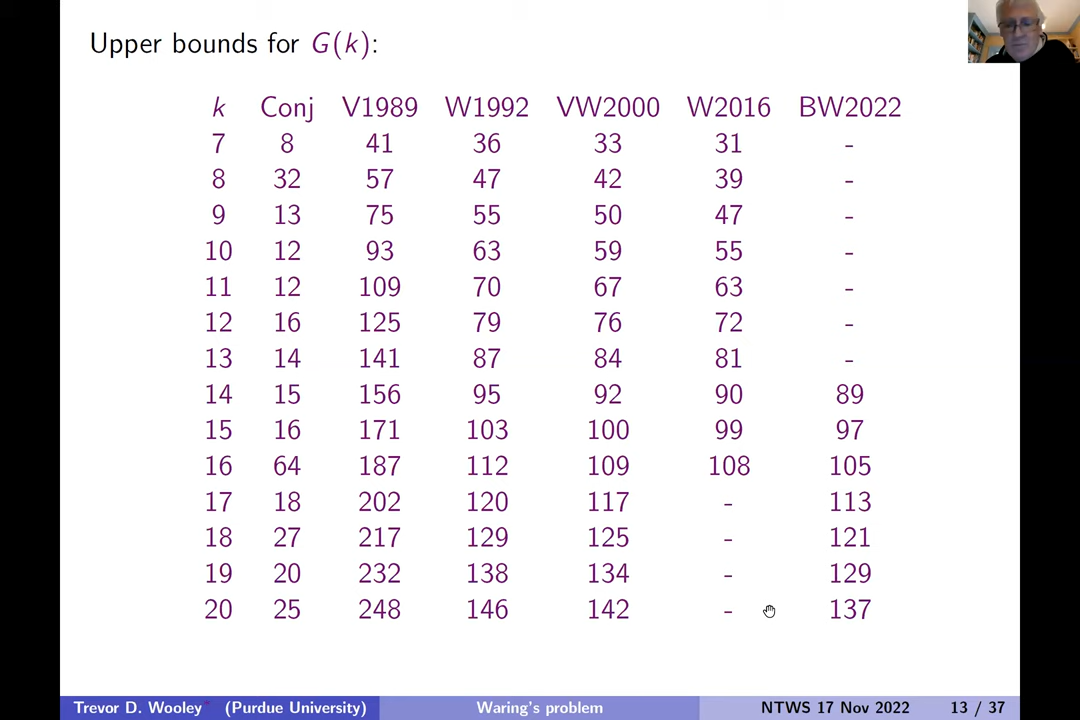 Upper bounds for G(k):
k Conj V1989 W1992 VW2000 W2016 BW2022
7 8 41 36 33 31 -
8 32 57 47 42 39 -
9 13 75 55 50 47 -
10 12 93 63 59 55 -
11 12 109 70 67 63 -
12 16 125 79 76 72 -
13 14 141 87 84 81 -
14 15 156 95 92 90 89
15 16 171 103 100 99 97
16 64 187 112 109 108 105
17 18 202 120 117 - 113
18 27 217 129 125 - 121
19 20 232 138 134 - 129
20 25 248 146 142 - 137
Trevor D. Wooley (Purdue University) Waring's problem NTWS 17 Nov 2022 13 / 37